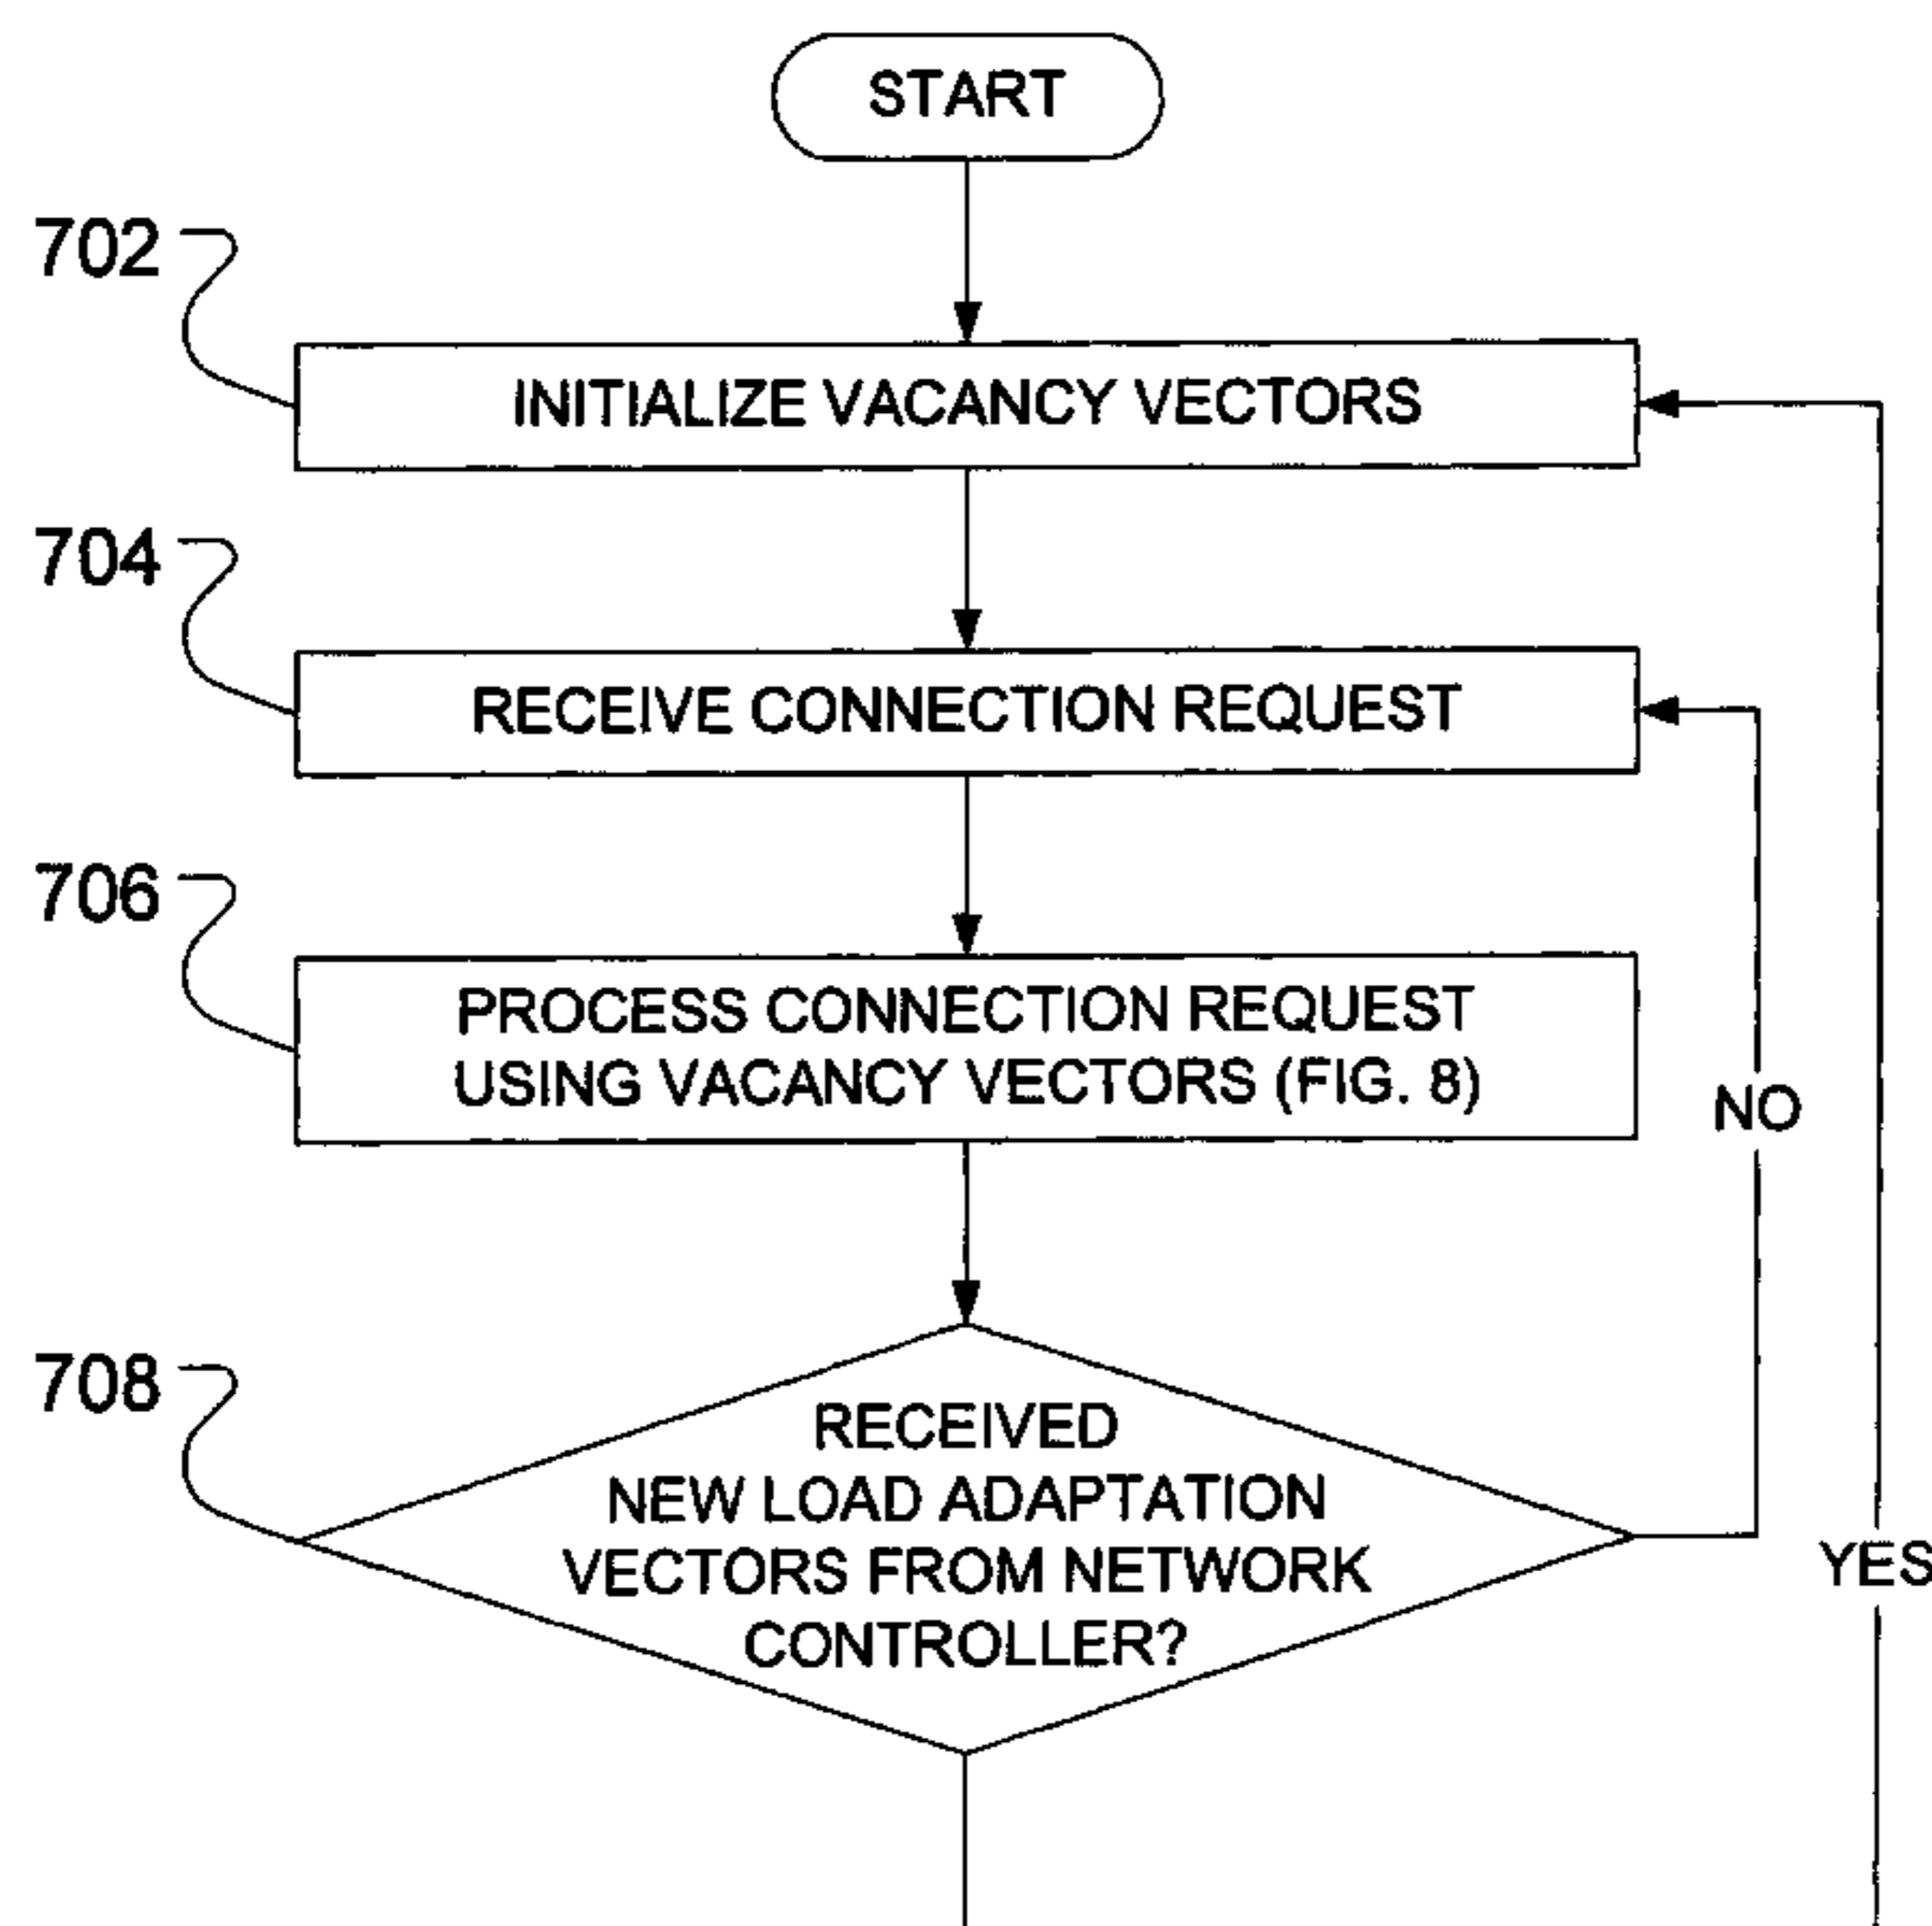 START
702
INITIALIZE VACANCY VECTORS
704
RECEIVE CONNECTION REQUEST
706
PROCESS CONNECTION REQUEST
USING VACANCY VECTORS (FIG. 8)
NO
708
RECEIVED
NEW LOAD ADAPTATION
VECTORS FROM NETWORK
CONTROLLER?
YES